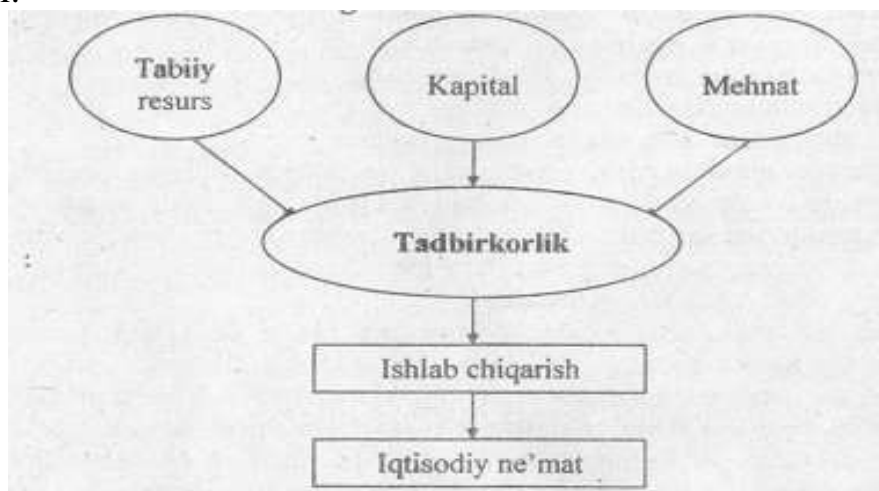 Tabiiy
resurs
Kapital
Mehnat
Tadbirkorlik
Ishlab chiqarish
Iqtisodiy ne’mat